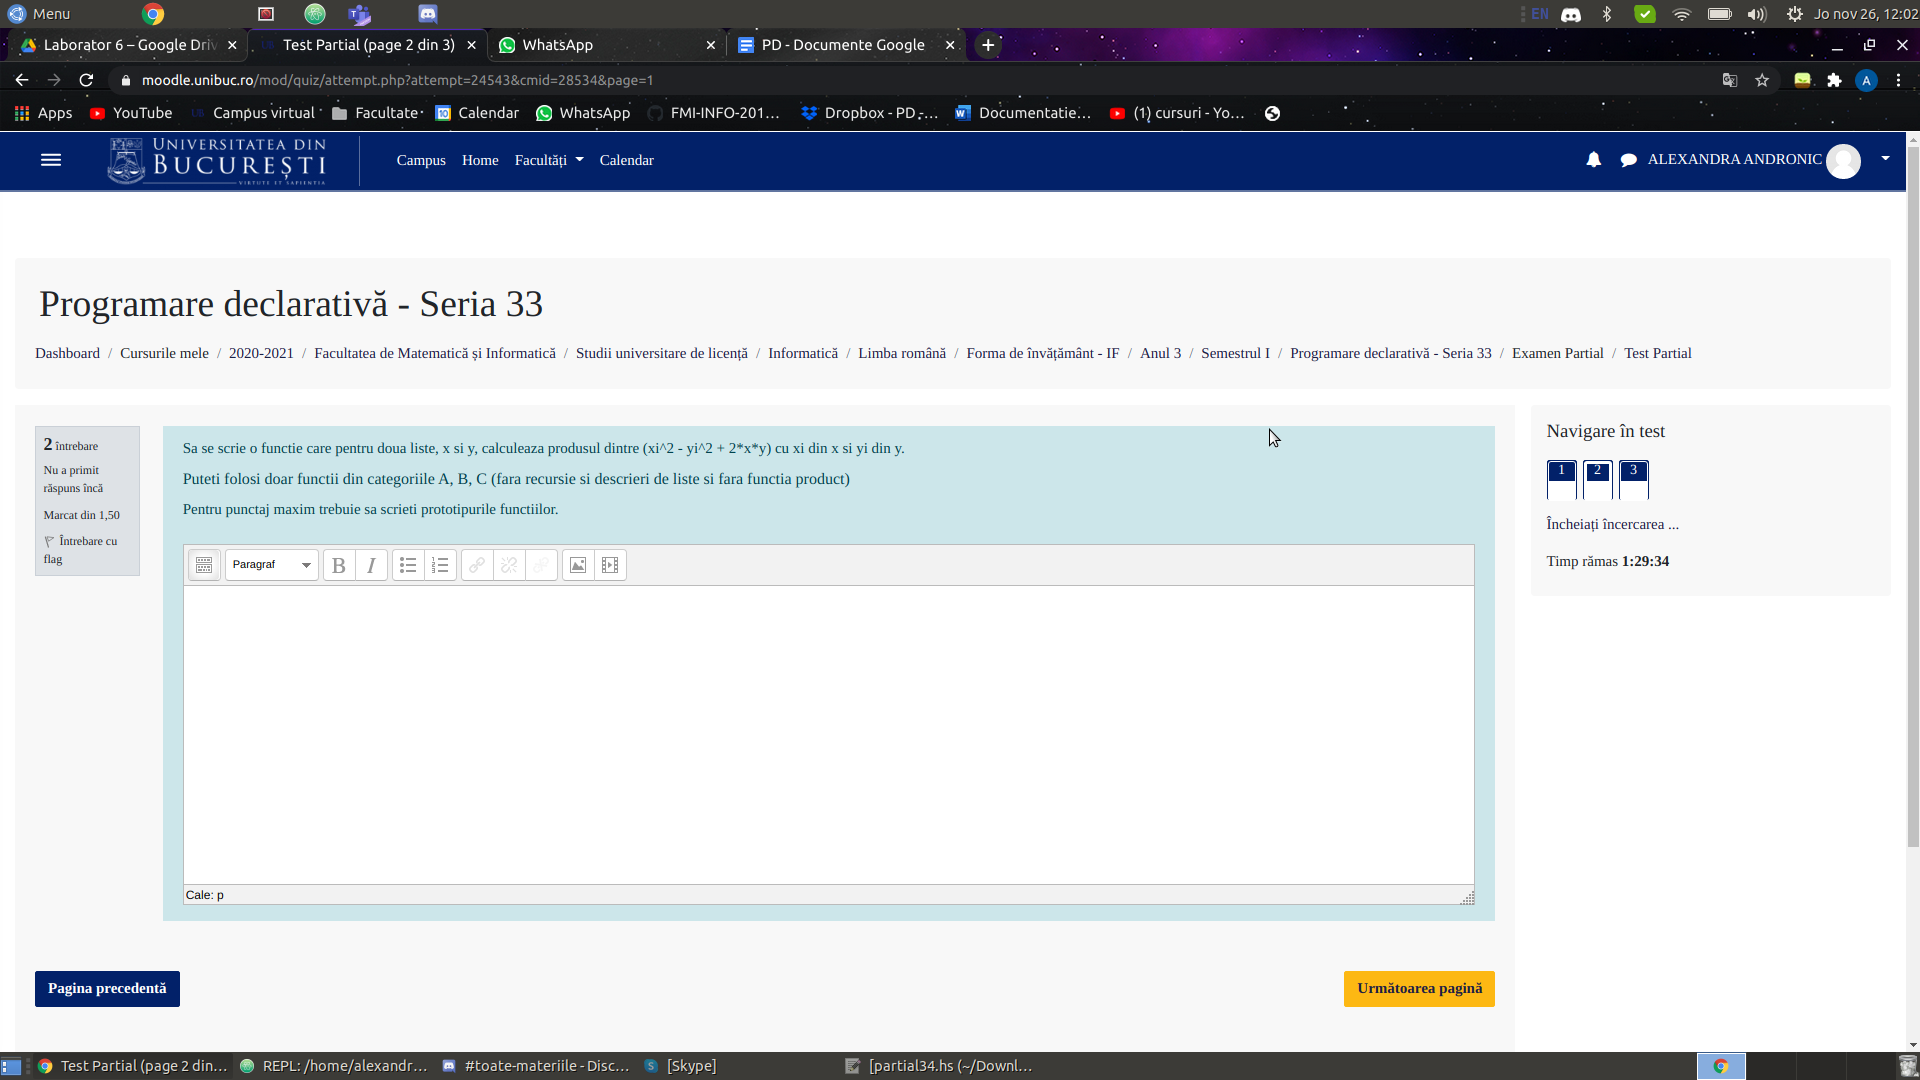 Menu
EN
Jo nov 26, 12:02
Laborator 6 – Google Driv
Test Partial (page 2 din 3)
WhatsApp
PD - Documente Google
moodle.unibuc.ro/mod/quiz/attempt.php?attempt=24543&cmid=28534&page=1
A
Apps
YouTube
Campus virtual
Facultate
Calendar
WhatsApp
FMI-INFO-201...
Dropbox - PD -...
Documentatie...
(1) cursuri - Yo...
UNIVERSITATEA DIN
BUCUREȘTI
VIRTUTE ET SAPIENTIA
Campus
Home
Facultăți
Calendar
ALEXANDRA ANDRONIC
Programare declarativă - Seria 33
Dashboard / Cursurile mele / 2020-2021 / Facultatea de Matematică și Informatică / Studii universitare de licență / Informatică / Limba română / Forma de învățământ - IF / Anul 3 / Semestrul I / Programare declarativă - Seria 33 / Examen Partial / Test Partial
2 întrebare
Nu a primit
răspuns încă
Marcat din 1,50
Întrebare cu
flag
Sa se scrie o functie care pentru doua liste, x si y, calculeaza produsul dintre (xi^2 - yi^2 + 2*x*y) cu xi din x si yi din y.
Puteti folosi doar functii din categoriile A, B, C (fara recursie si descrieri de liste si fara functia product)
Pentru punctaj maxim trebuie sa scrieti prototipurile functiilor.
Paragraf
B
I
Cale: p
Navigare în test
1
2
3
Încheiați încercarea ...
Timp rămas 1:29:34
Pagina precedentă
Următoarea pagină
Test Partial (page 2 din...
REPL: /home/alexandr...
#toate-materiile - Disc...
[Skype]
[partial34.hs (~/Downl...